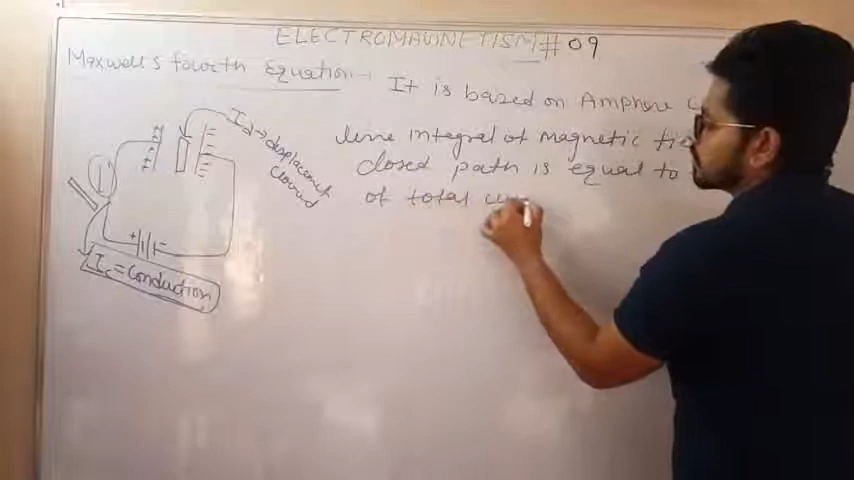 ELECTROMAGNETISM # 09
Maxwell's fourth Equation:- It is based on Amphere
line integral of magnetic
closed path is equal to
of total
Id → displacement
+ -
Ic = Conduction